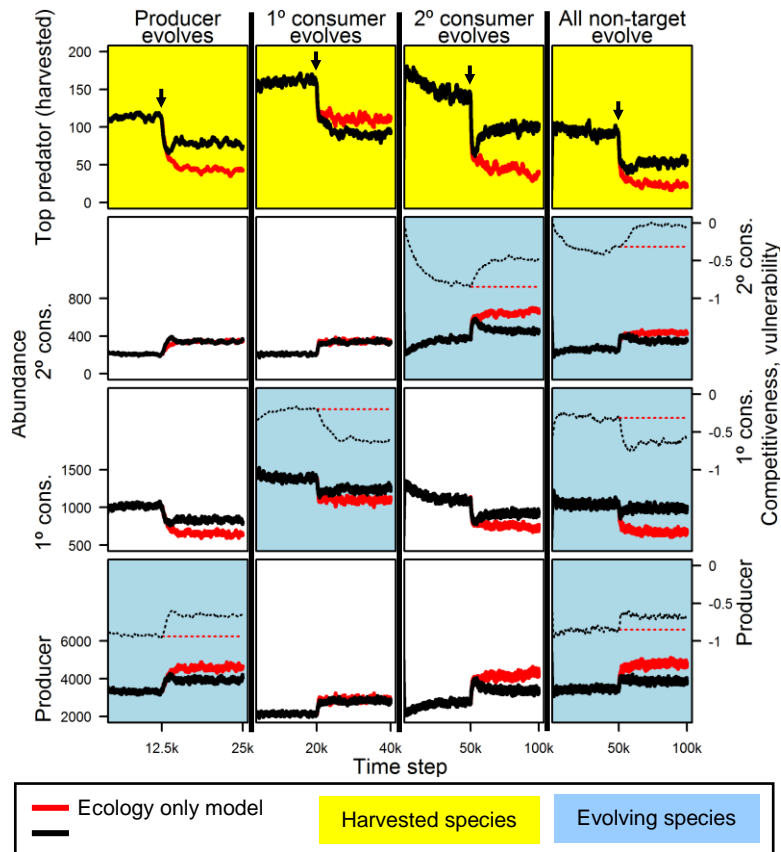 Producer evolves
1º consumer evolves
2º consumer evolves
All non-target evolve
Top predator (harvested)
200
150
100
50
0
Abundance
2º cons.
800
400
0
1º cons.
1500
1000
500
Producer
6000
4000
2000
0
-0.5
-1
2º cons.
0
-0.5
-1
1º cons.
0
-0.5
-1
Producer
Competitiveness, vulnerability
12.5k 25k
20k 40k
50k 100k
50k 100k
Time step
Ecology only model
Harvested species
Evolving species